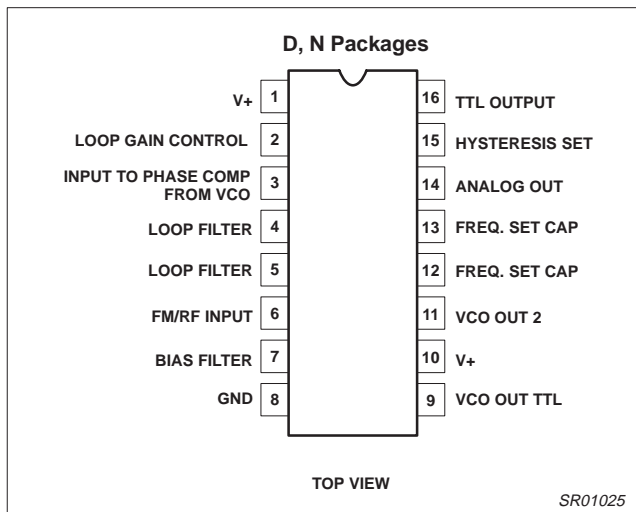 D, N Packages
V+ 1
LOOP GAIN CONTROL 2
INPUT TO PHASE COMP
FROM VCO 3
LOOP FILTER 4
LOOP FILTER 5
FM/RF INPUT 6
BIAS FILTER 7
GND 8
16 TTL OUTPUT
15 HYSTERESIS SET
14 ANALOG OUT
13 FREQ. SET CAP
12 FREQ. SET CAP
11 VCO OUT 2
10 V+
9 VCO OUT TTL
TOP VIEW
SR01025